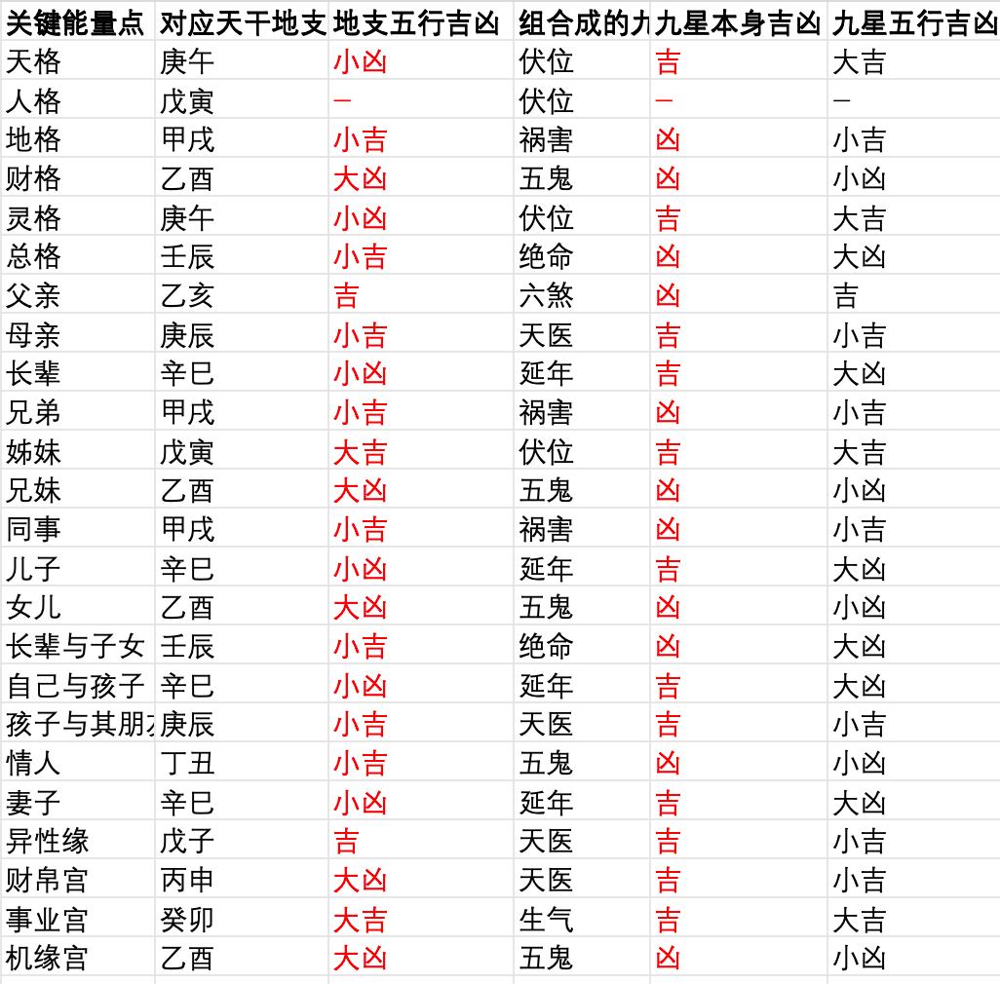 关键能量点 对应天干地支 地支五行吉凶 组合成的九 九星本身吉凶 九星五行吉凶
天格 庚午 小凶 伏位 吉 大吉
人格 戊寅 – 伏位 – –
地格 甲戌 小吉 祸害 凶 小吉
财格 乙酉 大凶 五鬼 凶 小凶
灵格 庚午 小凶 伏位 吉 大吉
总格 壬辰 小吉 绝命 凶 大凶
父亲 乙亥 吉 六煞 凶 吉
母亲 庚辰 小吉 天医 吉 小吉
长辈 辛巳 小凶 延年 吉 大凶
兄弟 甲戌 小吉 祸害 凶 小吉
姊妹 戊寅 大吉 伏位 吉 大吉
兄妹 乙酉 大凶 五鬼 凶 小凶
同事 甲戌 小吉 祸害 凶 小吉
儿子 辛巳 小凶 延年 吉 大凶
女儿 乙酉 大凶 五鬼 凶 小凶
长辈与子女 壬辰 小吉 绝命 凶 大凶
自己与孩子 辛巳 小凶 延年 吉 大凶
孩子与其朋友 庚辰 小吉 天医 吉 小吉
情人 丁丑 小吉 五鬼 凶 小凶
妻子 辛巳 小凶 延年 吉 大凶
异性缘 戊子 吉 天医 吉 小吉
财帛宫 丙申 大凶 天医 吉 小吉
事业宫 癸卯 大吉 生气 吉 大吉
机缘宫 乙酉 大凶 五鬼 凶 小凶